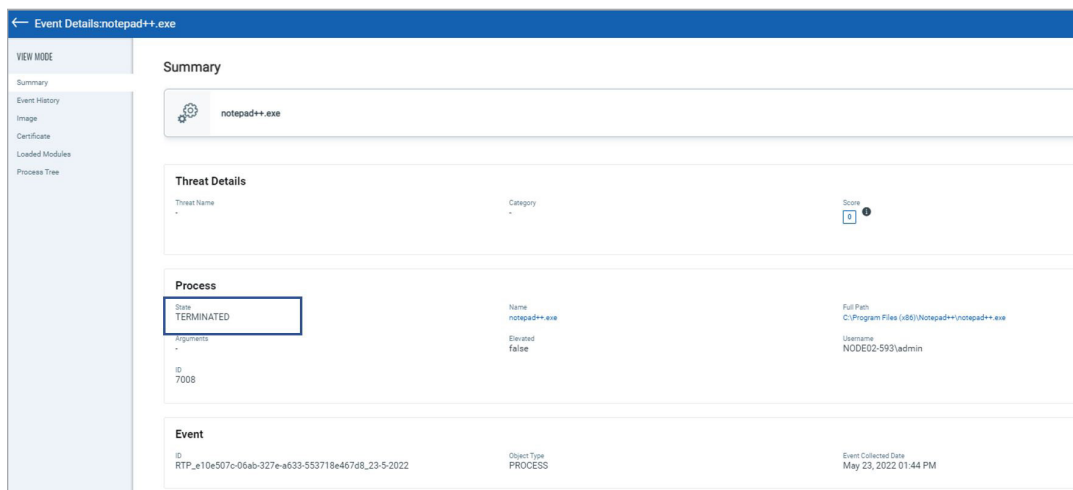 ← Event Details:notepad++.exe
VIEW MODE
Summary
Event History
Image
Certificate
Loaded Modules
Process Tree
Summary
notepad++.exe
Threat Details
Threat Name
-
Category
-
Score
0
Process
State
TERMINATED
Name
notepad++.exe
Full Path
C:\Program Files (x86)\Notepad++\notepad++.exe
Arguments
-
Elevated
false
Username
NODE02-593\admin
ID
7008
Event
ID
RTP_e10e507c-06ab-327e-a633-553718e467d8_23-5-2022
Object Type
PROCESS
Event Collected Date
May 23, 2022 01:44 PM